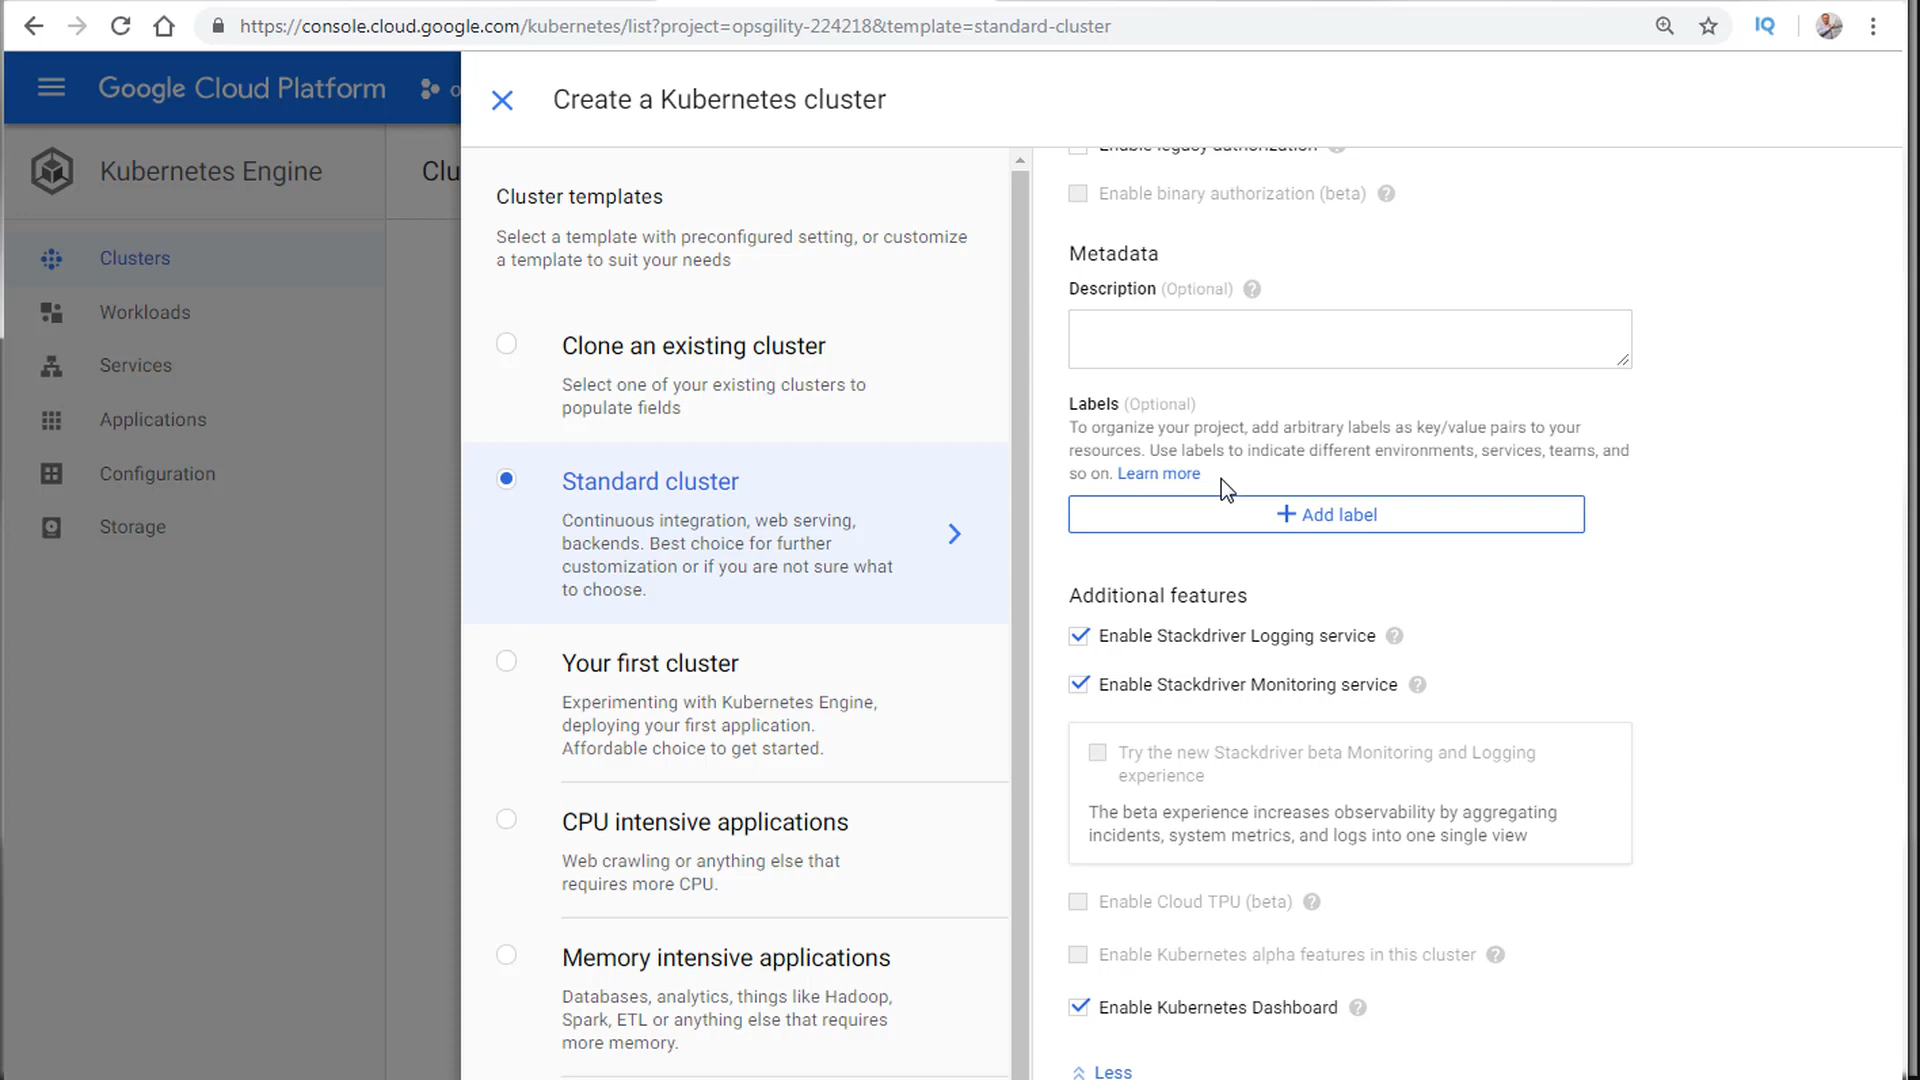 https://console.cloud.google.com/kubernetes/list?project=opsgility-224218&template=standard-cluster
IQ
Google Cloud Platform
Create a Kubernetes cluster
Kubernetes Engine
Clu
Clusters
Workloads
Services
Applications
Configuration
Storage
Cluster templates
Select a template with preconfigured setting, or customize
a template to suit your needs
Clone an existing cluster
Select one of your existing clusters to
populate fields
Standard cluster
Continuous integration, web serving,
backends. Best choice for further
customization or if you are not sure what
to choose.
Your first cluster
Experimenting with Kubernetes Engine,
deploying your first application.
Affordable choice to get started.
CPU intensive applications
Web crawling or anything else that
requires more CPU.
Memory intensive applications
Databases, analytics, things like Hadoop,
Spark, ETL or anything else that requires
more memory.
Enable legacy authorization
Enable binary authorization (beta)
Metadata
Description (Optional)
Labels (Optional)
To organize your project, add arbitrary labels as key/value pairs to your
resources. Use labels to indicate different environments, services, teams, and
so on. Learn more
+ Add label
Additional features
Enable Stackdriver Logging service
Enable Stackdriver Monitoring service
Try the new Stackdriver beta Monitoring and Logging
experience
The beta experience increases observability by aggregating
incidents, system metrics, and logs into one single view
Enable Cloud TPU (beta)
Enable Kubernetes alpha features in this cluster
Enable Kubernetes Dashboard
Less